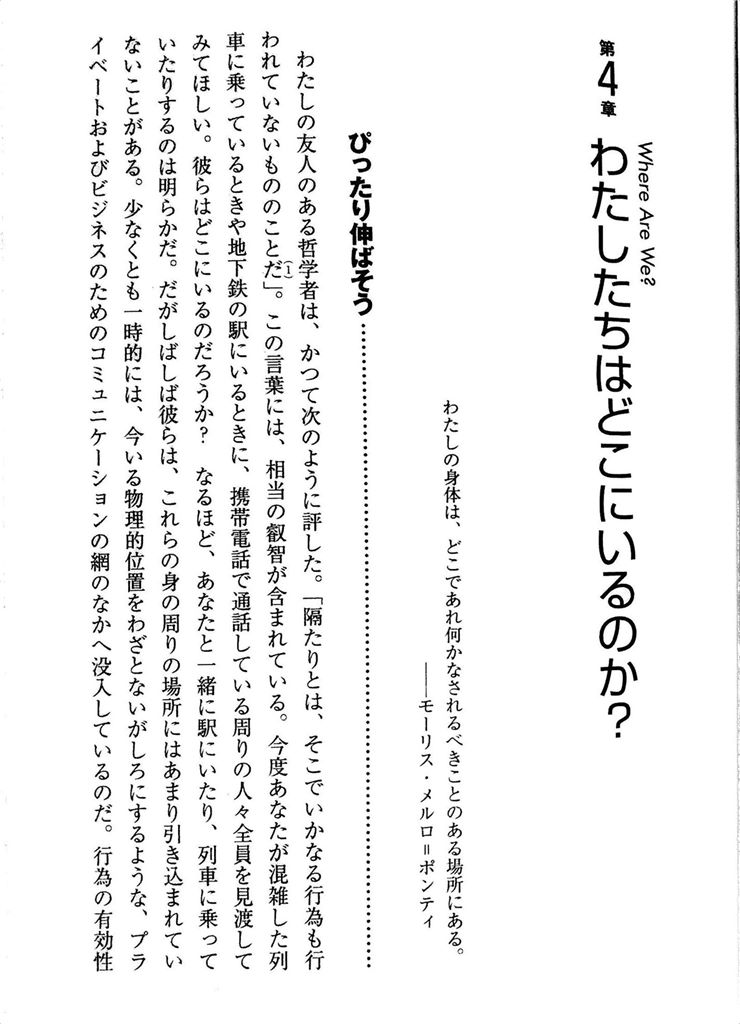 第4章
Where Are We?
わたしたちはどこにいるのか?
わたしの身体は、どこであれ何かなされるべきことのある場所にある。
――モーリス・メルロ=ポンティ
ぴったり伸ばそう……………………………………………………
わたしの友人のある哲学者は、かつて次のように評した。「隔たりとは、そこでいかなる行為も行
われていないもののことだ(1)」。この言葉には、相当の叡智が含まれている。今度あなたが混雑した列
車に乗っているときや地下鉄の駅にいるときに、携帯電話で通話している周りの人々全員を見渡して
みてほしい。彼らはどこにいるのだろうか? なるほど、あなたと一緒に駅にいたり、列車に乗って
いたりするのは明らかだ。だがしばしば彼らは、これらの身の周りの場所にはあまり引き込まれてい
ないことがある。少なくとも一時的には、今いる物理的位置をわざとないがしろにするような、プラ
イベートおよびビジネスのためのコミュニケーションの網のなかへ没入しているのだ。行為の有効性